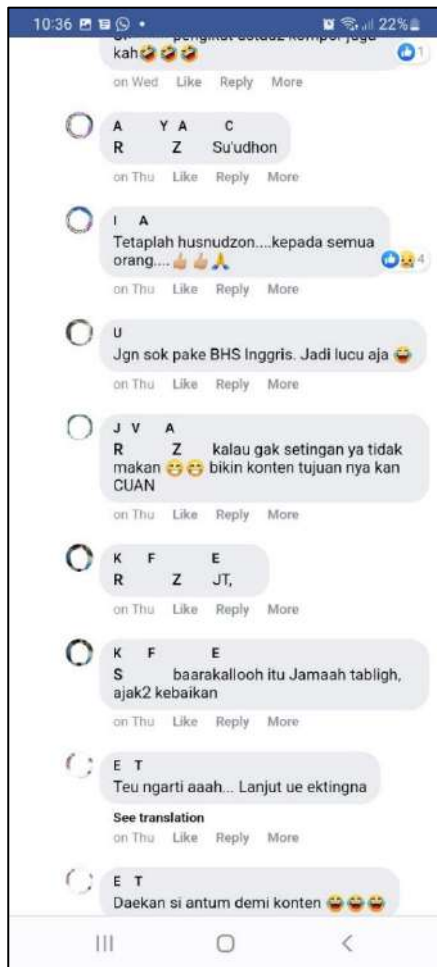 10:36 22%
kah🤣🤣🤣 1
on Wed Like Reply More
A Y A C
R Z Su'udhon
on Thu Like Reply More
I A
Tetaplah husnudzon....kepada semua
orang....👍👍🙏 4
on Thu Like Reply More
U
Jgn sok pake BHS Inggris. Jadi lucu aja 😂
on Thu Like Reply More
J V A
R Z kalau gak setingan ya tidak
makan 😁😁 bikin konten tujuan nya kan
CUAN
on Thu Like Reply More
K F E
R Z JT,
on Thu Like Reply More
K F E
S baarakallooh itu Jamaah tabligh,
ajak2 kebaikan
on Thu Like Reply More
E T
Teu ngarti aaah... Lanjut ue ektingna
See translation
on Thu Like Reply More
E T
Daekan si antum demi konten 😂😂😂